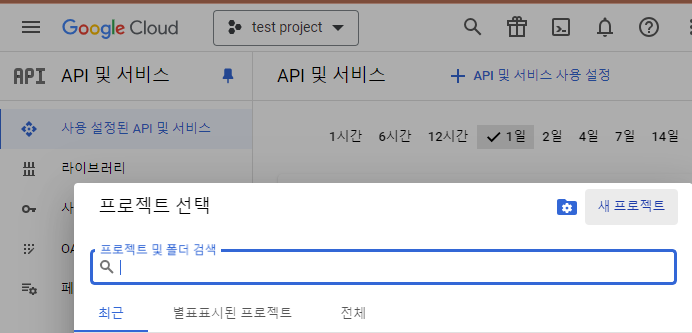 Google Cloud test project
API API 및 서비스 API 및 서비스 + API 및 서비스 사용 설정
사용 설정된 API 및 서비스 1시간 6시간 12시간 1일 2일 4일 7일 14일
라이브러리
사
OA
페
프로젝트 선택 새 프로젝트
프로젝트 및 폴더 검색
최근 별표표시된 프로젝트 전체